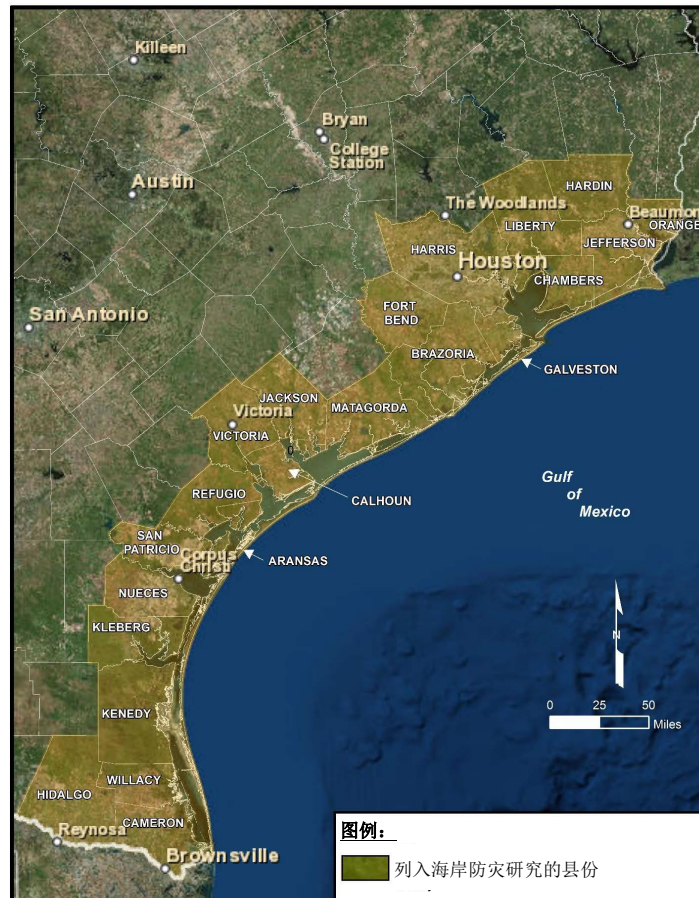 Killeen
Bryan
College
Station
Austin
HARDIN
The Woodlands
Beaumon
ORANGE
LIBERTY
JEFFERSON
HARRIS
Houston
CHAMBERS
San Antonio
FORT
BEND
BRAZORIA
GALVESTON
JACKSON
MATAGORDA
Victoria
VICTORIA
0
Gulf
of
Mexico
REFUGIO
CALHOUN
SAN
PATRICIO
Corpus
Christi
ARANSAS
NUECES
KLEBERG
N
KENEDY
0 25 50
Miles
WILLACY
HIDALGO
CAMERON
Reynosa
Brownsville
图例：
列入海岸防灾研究的县份